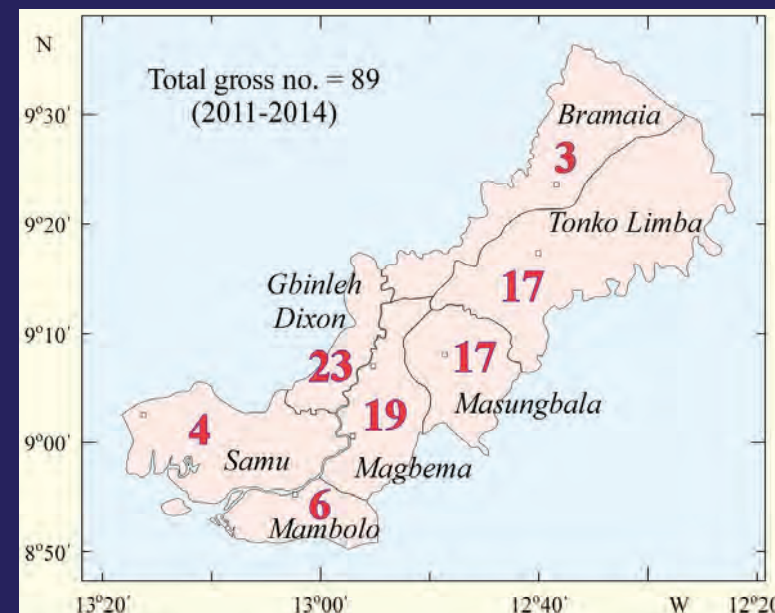 N
Total gross no. = 89
(2011-2014)
9°30′
Bramaia
3
9°20′
Tonko Limba
Gbinleh
Dixon
17
9°10′
23
17
Masungbala
19
4
9°00′
Samu
Magbema
6
Mambolo
8°50′
13°20′
13°00′
12°40′
W
12°20